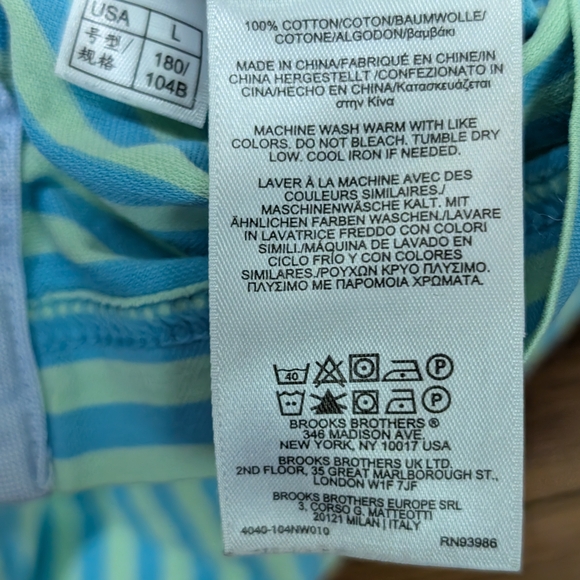 USA L
号型/规格 180/104B
100% COTTON/COTON/BAUMWOLLE/
COTONE/ALGODON/βαμβάκι
MADE IN CHINA/FABRIQUÉ EN CHINE/IN
CHINA HERGESTELLT /CONFEZIONATO IN
CINA/HECHO EN CHINA/ Κατασκευάζεται
στην Κίνα
MACHINE WASH WARM WITH LIKE
COLORS. DO NOT BLEACH. TUMBLE DRY
LOW. COOL IRON IF NEEDED.
LAVER À LA MACHINE AVEC DES
COULEURS SIMILAIRES./
MASCHINENWÄSCHE KALT. MIT
ÄHNLICHEN FARBEN WASCHEN./LAVARE
IN LAVATRICE FREDDO CON COLORI
SIMILI./MÁQUINA DE LAVADO EN
CICLO FRÍO Y CON COLORES
SIMILARES./ΡΟΥΧΩΝ ΚΡΥΟ ΠΛΥΣΙΜΟ.
ΠΛΥΣΙΜΟ ΜΕ ΠΑΡΟΜΟΙΑ ΧΡΩΜΑΤΑ.
40 P
P
BROOKS BROTHERS ®
346 MADISON AVE.
NEW YORK, NY 10017 USA
BROOKS BROTHERS UK LTD.
2ND FLOOR, 35 GREAT MARLBOROUGH ST.,
LONDON W1F 7JF
BROOKS BROTHERS EUROPE SRL
3, CORSO G. MATTEOTTI
20121 MILAN | ITALY
4040-104NW010 RN93986